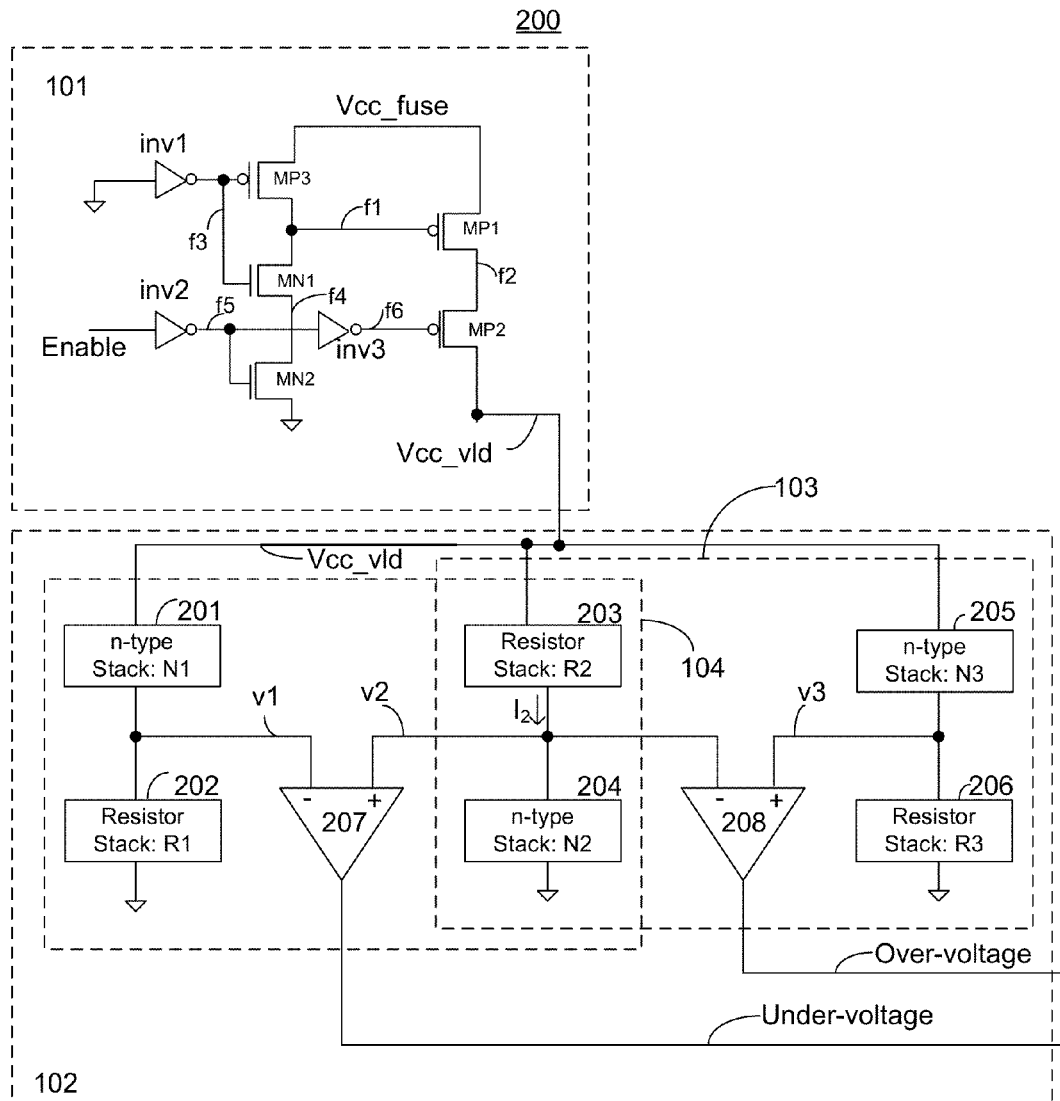 200
101
Vcc_fuse
inv1
MP3
f1
MP1
f3
f2
MN1
inv2
f4
f5
f6
MP2
Enable
inv3
MN2
Vcc_vld
103
Vcc_vld
201
n-type
Stack: N1
203
Resistor
Stack: R2
104
205
n-type
Stack: N3
I2
v1
v2
v3
202
Resistor
Stack: R1
- +
207
204
n-type
Stack: N2
- +
208
206
Resistor
Stack: R3
Over-voltage
Under-voltage
102